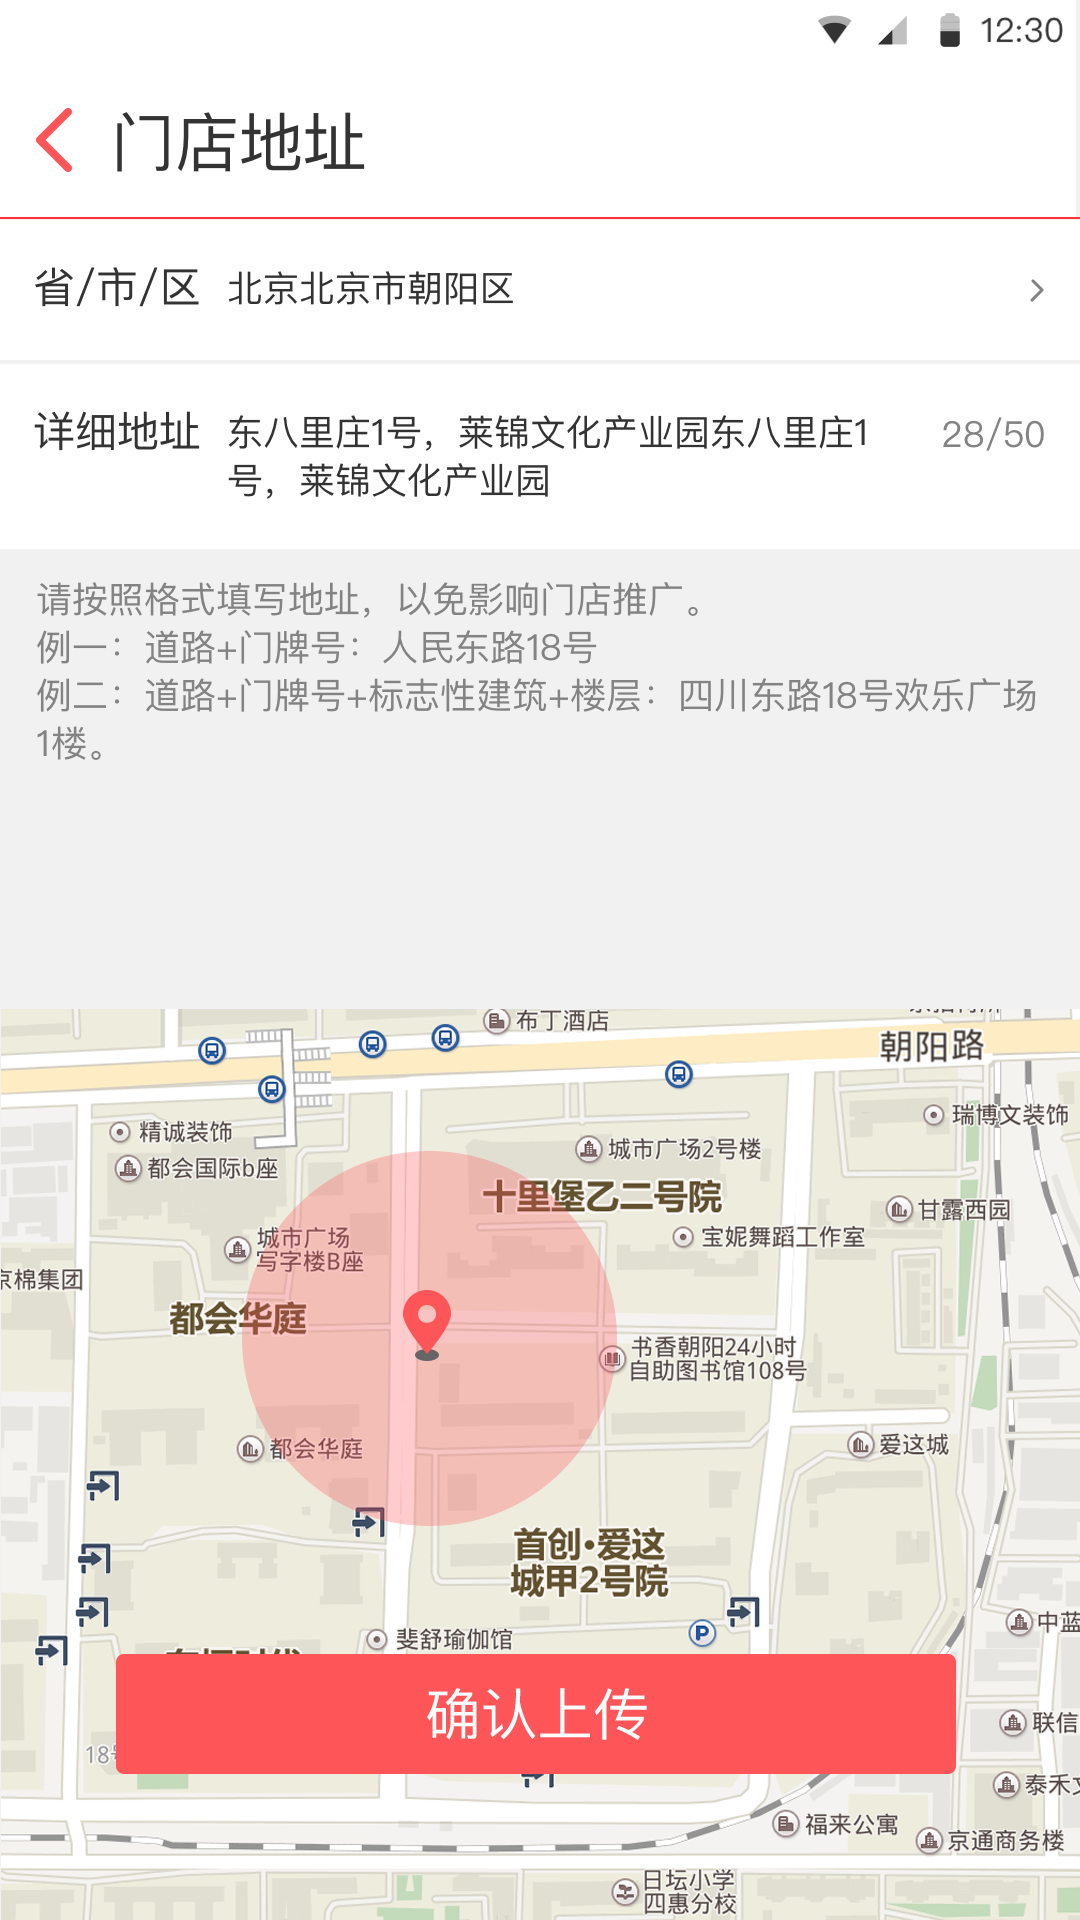 12:30
门店地址
省/市/区 北京北京市朝阳区
详细地址 东八里庄1号，莱锦文化产业园东八里庄1 28/50
号，莱锦文化产业园
请按照格式填写地址，以免影响门店推广。
例一：道路+门牌号：人民东路18号
例二：道路+门牌号+标志性建筑+楼层：四川东路18号欢乐广场
1楼。
布丁酒店
朝阳路
瑞博文装饰
精诚装饰
城市广场2号楼
都会国际b座
十里堡乙二号院
甘露西园
宝妮舞蹈工作室
城市广场
写字楼B座
京棉集团
都会华庭
书香朝阳24小时
自助图书馆108号
都会华庭
爱这城
首创·爱这
城甲2号院
中蓝
P
斐舒瑜伽馆
确认上传
联信
18号
泰禾文
福来公寓
京通商务楼
日坛小学
四惠分校